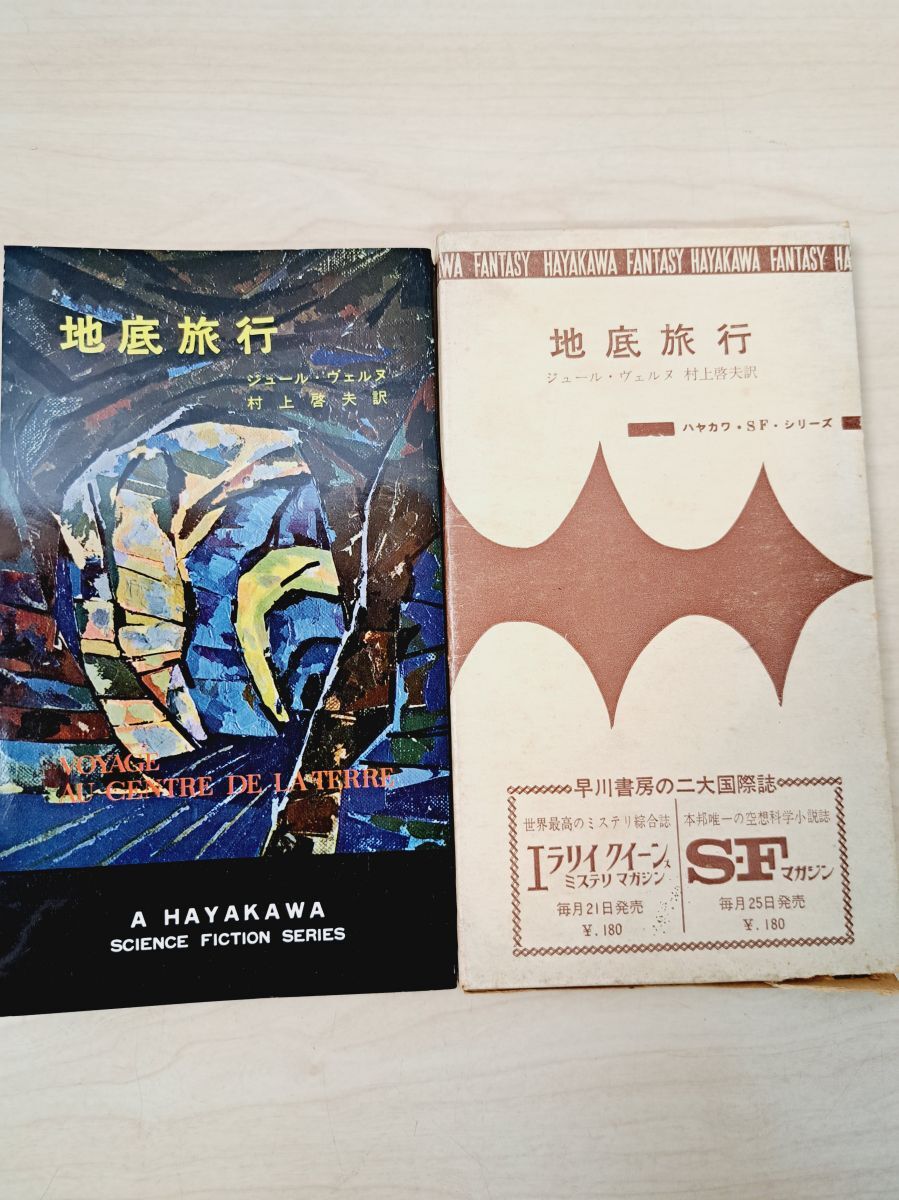 地底旅行
ジュール・ヴェルヌ
村上啓夫訳
VOYAGE
AU CENTRE DE LA TERRE
A HAYAKAWA
SCIENCE FICTION SERIES
WA FANTASY HAYAKAWA FANTASY HAYAKAWA FANTASY HA
地底旅行
ジュール・ヴェルヌ 村上啓夫訳
ハヤカワ・SF・シリーズ
早川書房の二大国際誌
世界最高のミステリ綜合誌
エラリイクイーンズ
ミステリマガジン
毎月21日発売
¥.180
本邦唯一の空想科学小説誌
S-Fマガジン
毎月25日発売
¥.180